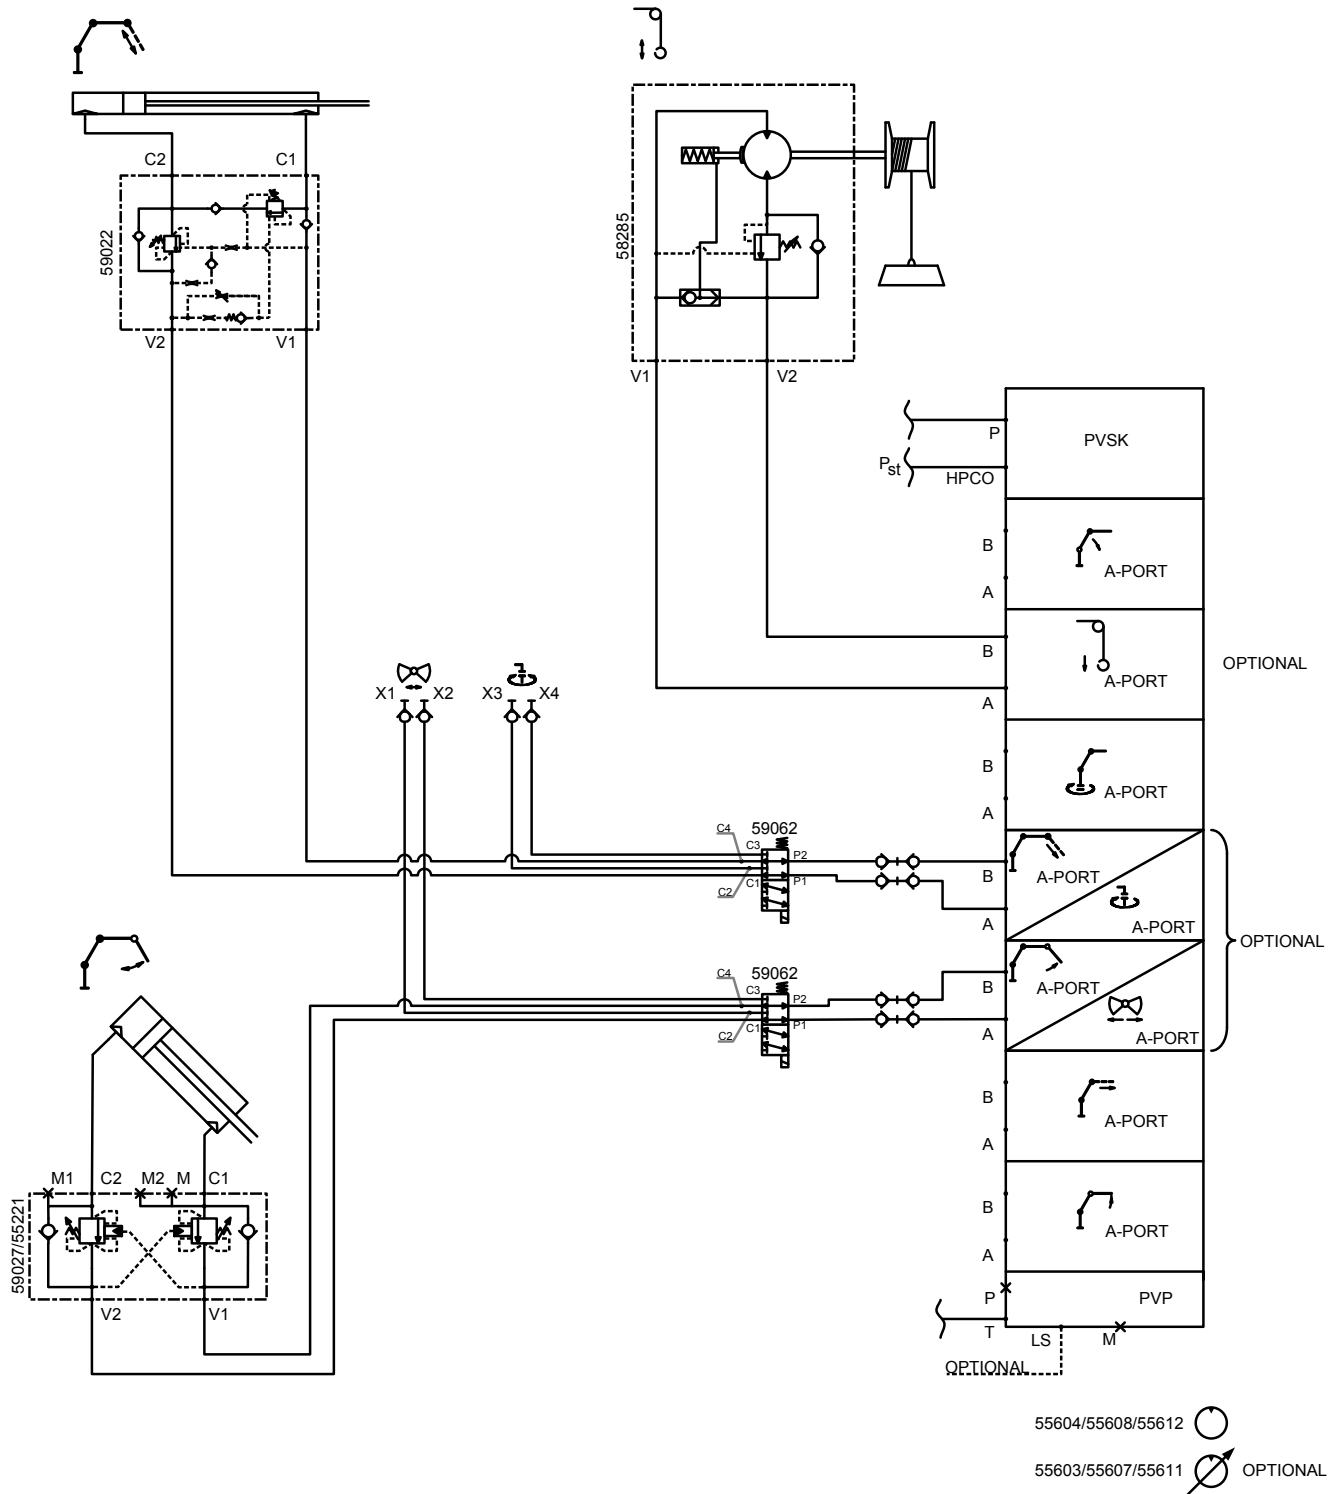 C2 C1
59022
V2 V1
58285
V1 V2
P PVSK
Pst HPCO
B
A-PORT
A
B
A-PORT
A
OPTIONAL
B
A-PORT
A
X1 X2 X3 X4
C4 59062
C3 P2
C2 C1 P1
B A-PORT
A A-PORT
OPTIONAL
C4 59062
C3 P2
C2 C1 P1
B A-PORT
A A-PORT
B
A-PORT
A
B
A-PORT
A
M1 C2 M2 M C1
59027/55221
V2 V1
P PVP
T LS M
OPTIONAL
55604/55608/55612
55603/55607/55611 OPTIONAL